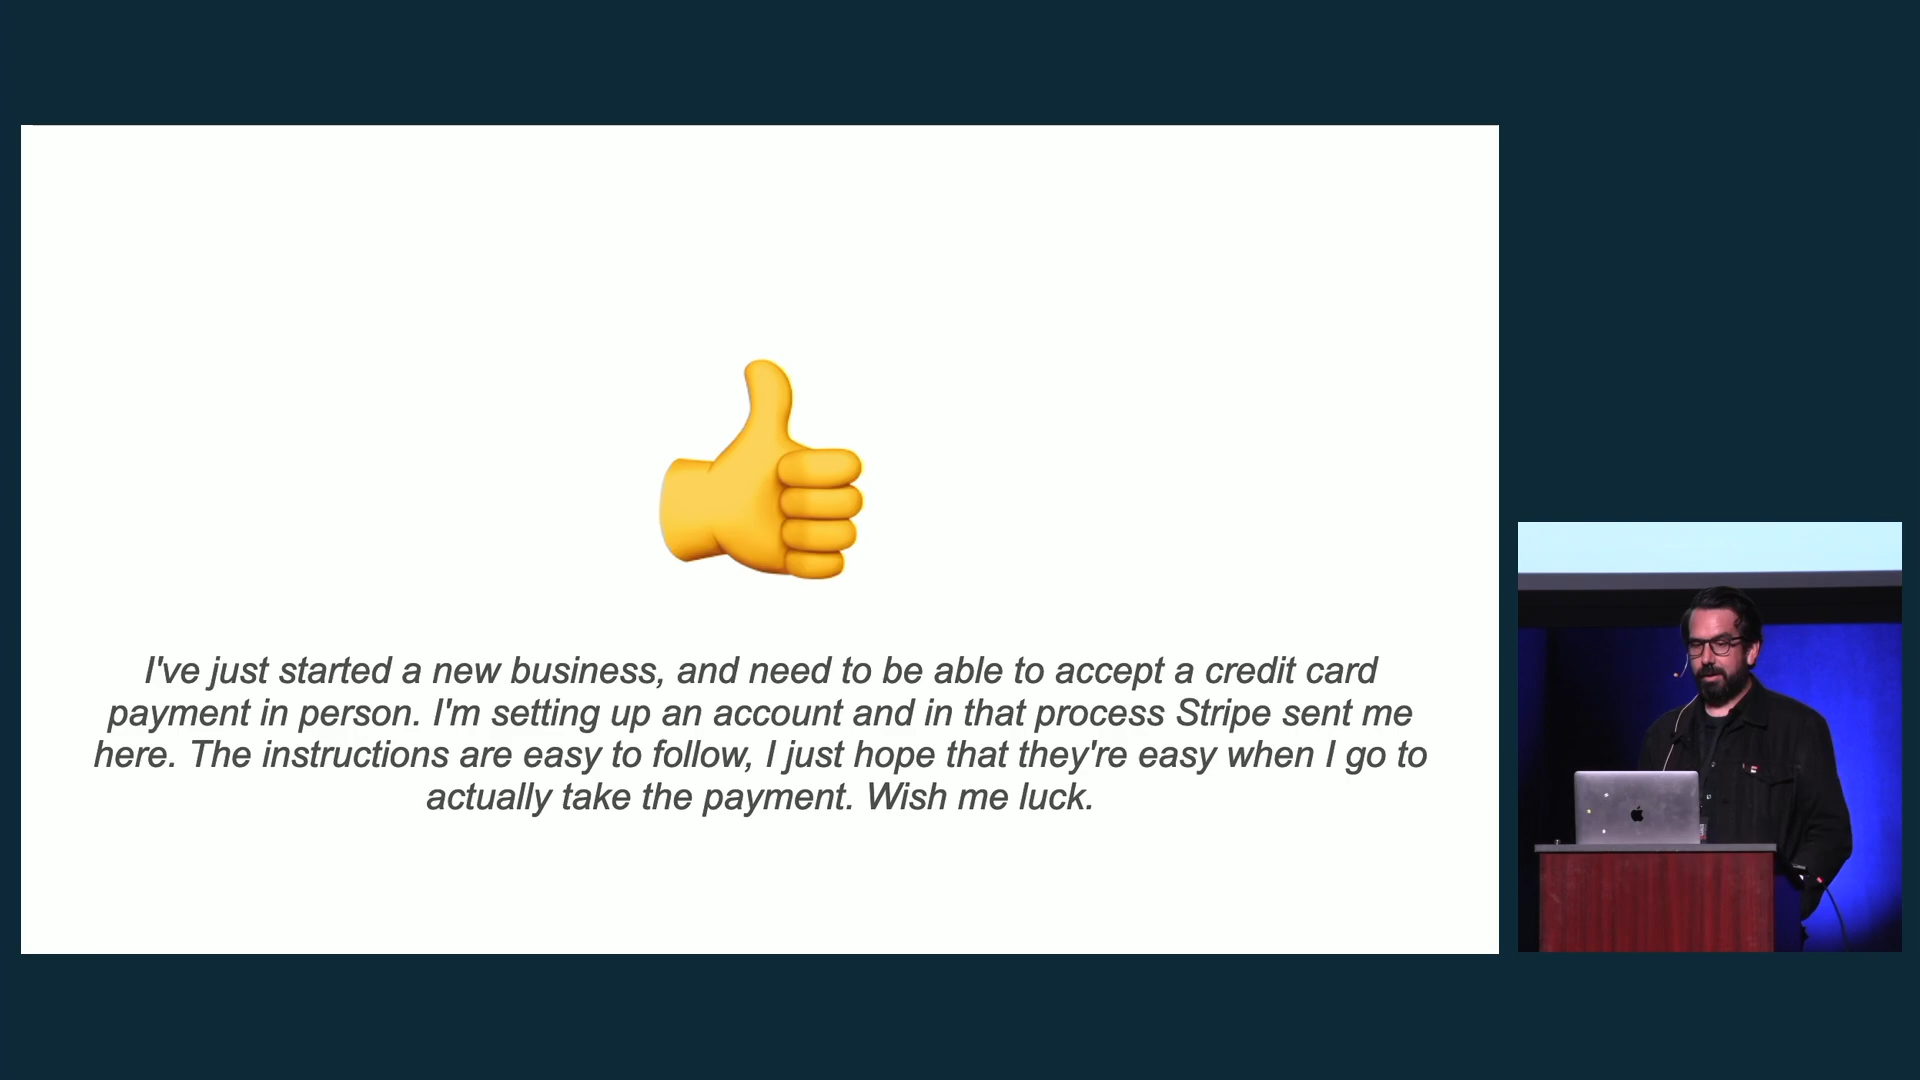 I've just started a new business, and need to be able to accept a credit card
payment in person. I'm setting up an account and in that process Stripe sent me
here. The instructions are easy to follow, I just hope that they're easy when I go to
actually take the payment. Wish me luck.